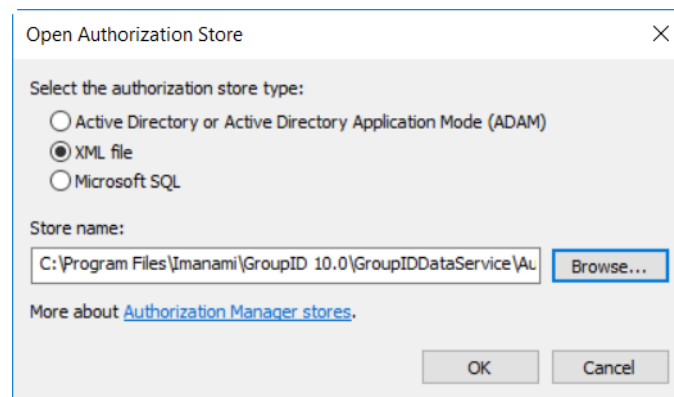 Open Authorization Store
Select the authorization store type:
Active Directory or Active Directory Application Mode (ADAM)
XML file
Microsoft SQL
Store name:
C:\Program Files\Imanami\GroupID 10.0\GroupIDDataService\Au
Browse...
More about Authorization Manager stores.
OK
Cancel